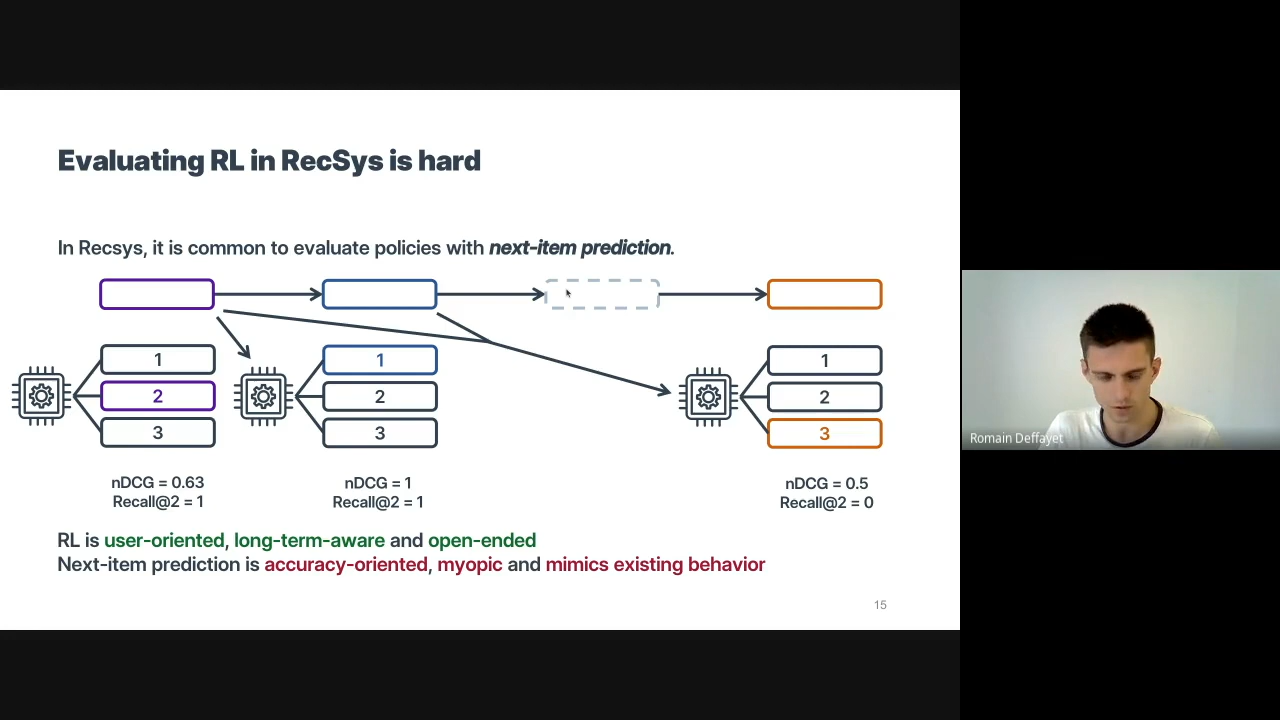 Evaluating RL in RecSys is hard
In Recsys, it is common to evaluate policies with next-item prediction.
1
2
3
1
2
3
1
2
3
nDCG = 0.63
Recall@2 = 1
nDCG = 1
Recall@2 = 1
nDCG = 0.5
Recall@2 = 0
RL is user-oriented, long-term-aware and open-ended
Next-item prediction is accuracy-oriented, myopic and mimics existing behavior
15
Romain Deffayet